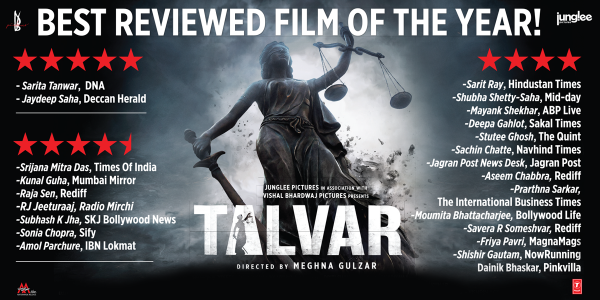 BEST REVIEWED FILM OF THE YEAR!
junglee
- Sarita Tanwar, DNA
- Jaydeep Saha, Deccan Herald
-Srijana Mitra Das, Times Of India
-Kunal Guha, Mumbai Mirror
-Raja Sen, Rediff
-RJ Jeeturaaj, Radio Mirchi
-Subhash K Jha, SKJ Bollywood News
-Sonia Chopra, Sify
-Amol Parchure, IBN Lokmat
-Sarit Ray, Hindustan Times
-Shubha Shetty-Saha, Mid-day
-Mayank Shekhar, ABP Live
-Deepa Gahlot, Sakal Times
-Stutee Ghosh, The Quint
-Sachin Chatte, Navhind Times
-Jagran Post News Desk, Jagran Post
-Aseem Chabbra, Rediff
-Prarthna Sarkar,
The International Business Times
-Moumita Bhattacharjee, Bollywood Life
-Savera R Someshvar, Rediff
-Friya Pavri, MagnaMags
-Shishir Gautam, NowRunning
Dainik Bhaskar, Pinkvilla
JUNGLEE PICTURES IN ASSOCIATION WITH
VISHAL BHARDWAJ PICTURES PRESENTS
TALVAR
DIRECTED BY MEGHNA GULZAR